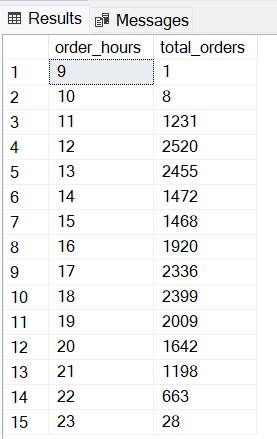 Results Messages
order_hours total_orders
1 9 1
2 10 8
3 11 1231
4 12 2520
5 13 2455
6 14 1472
7 15 1468
8 16 1920
9 17 2336
10 18 2399
11 19 2009
12 20 1642
13 21 1198
14 22 663
15 23 28